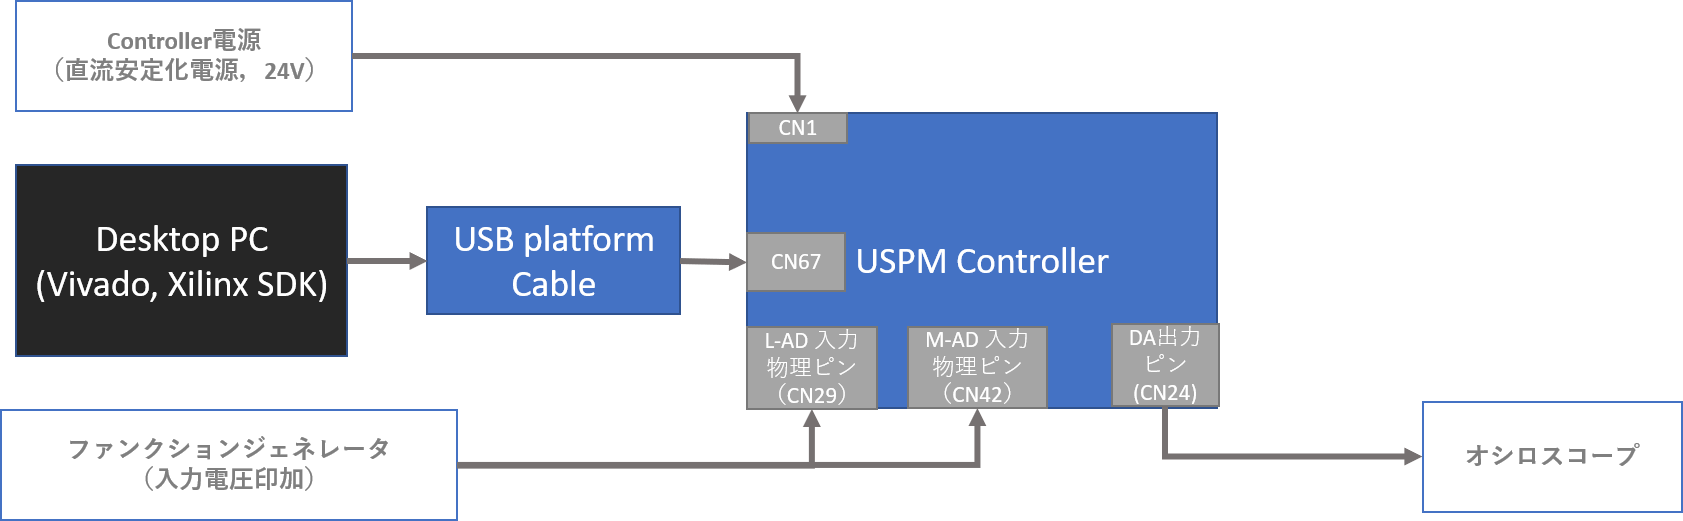 Controller電源
（直流安定化電源，24V）
CN1
Desktop PC
(Vivado, Xilinx SDK)
USB platform
Cable
CN67
USPM Controller
L-AD 入力
物理ピン
（CN29）
M-AD 入力
物理ピン
（CN42）
DA出力
ピン
(CN24)
ファンクションジェネレータ
（入力電圧印加）
オシロスコープ